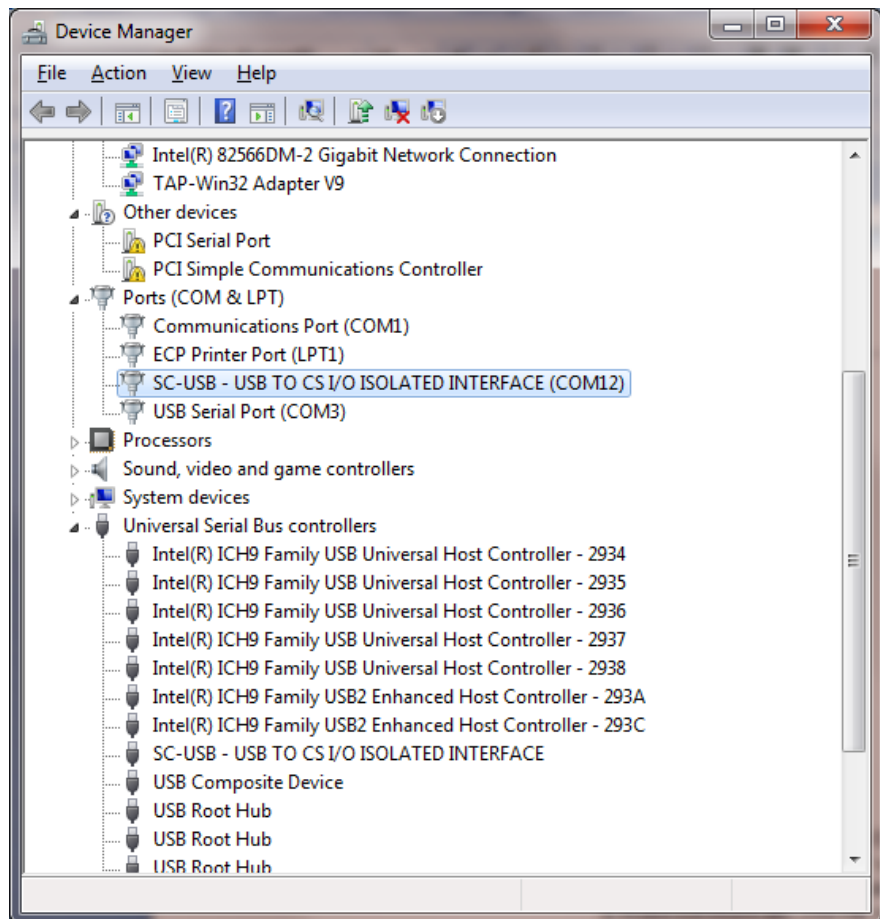 Device Manager
File Action View Help
Intel(R) 82566DM-2 Gigabit Network Connection
TAP-Win32 Adapter V9
Other devices
PCI Serial Port
PCI Simple Communications Controller
Ports (COM & LPT)
Communications Port (COM1)
ECP Printer Port (LPT1)
SC-USB - USB TO CS I/O ISOLATED INTERFACE (COM12)
USB Serial Port (COM3)
Processors
Sound, video and game controllers
System devices
Universal Serial Bus controllers
Intel(R) ICH9 Family USB Universal Host Controller - 2934
Intel(R) ICH9 Family USB Universal Host Controller - 2935
Intel(R) ICH9 Family USB Universal Host Controller - 2936
Intel(R) ICH9 Family USB Universal Host Controller - 2937
Intel(R) ICH9 Family USB Universal Host Controller - 2938
Intel(R) ICH9 Family USB2 Enhanced Host Controller - 293A
Intel(R) ICH9 Family USB2 Enhanced Host Controller - 293C
SC-USB - USB TO CS I/O ISOLATED INTERFACE
USB Composite Device
USB Root Hub
USB Root Hub
USB Root Hub